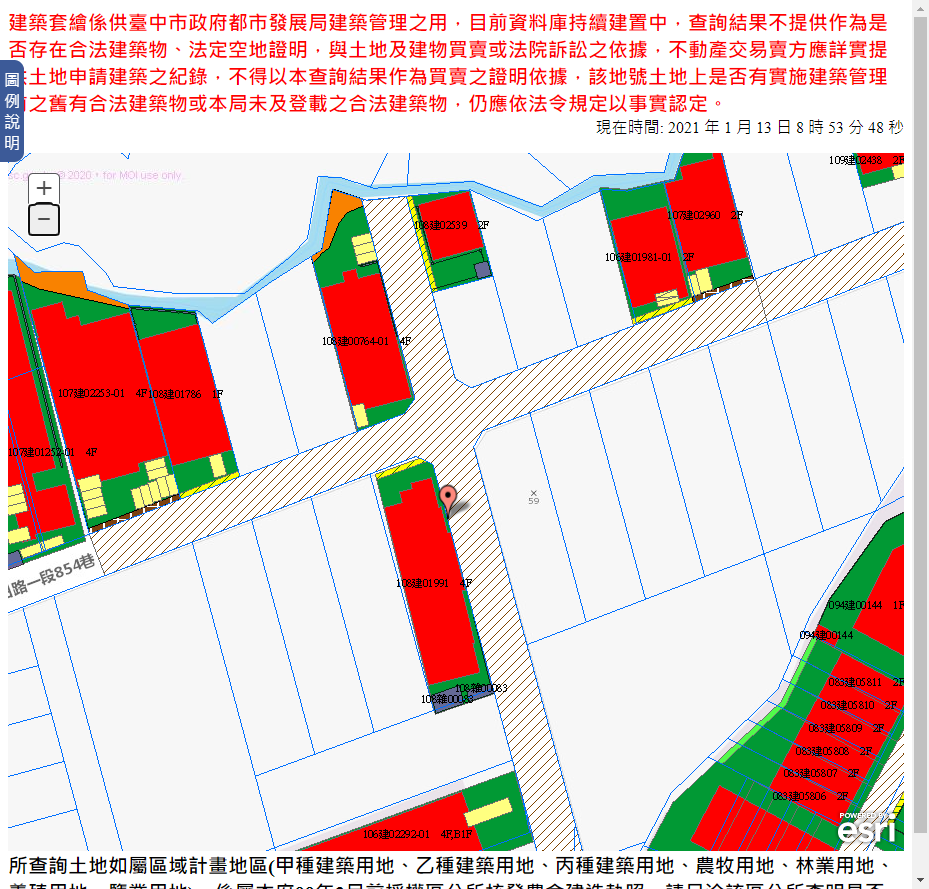 建築套繪係供臺中市政府都市發展局建築管理之用，目前資料庫持續建置中，查詢結果不提供作為是
否存在合法建築物、法定空地證明，與土地及建物買賣或法院訴訟之依據，不動產交易賣方應詳實提
土地申請建築之紀錄，不得以本查詢結果作為買賣之證明依據，該地號土地上是否有實施建築管理
之舊有合法建築物或本局未及登載之合法建築物，仍應依法令規定以事實認定。
圖例說明
現在時間: 2021 年 1 月 13 日 8 時 53 分 48 秒
©2020，for MOI use only
+
−
109建02438 2F
107建02960 2F
108建02539 2F
106建01981-01 2F
108建00764-01 4F
107建02253-01 4F
108建01786 1F
107建01252-01 4F
×
59
路一段854巷
108建01991 4F
094建00144 1F
094建00144
083建05811 2F
108雜00083
108雜00083
083建05810 2F
083建05809 2F
083建05808 2F
083建05807 2F
083建05806 2F
106建02392-01 4F,B1F
POWERED BY
esri
所查詢土地如屬區域計畫地區(甲種建築用地、乙種建築用地、丙種建築用地、農牧用地、林業用地、